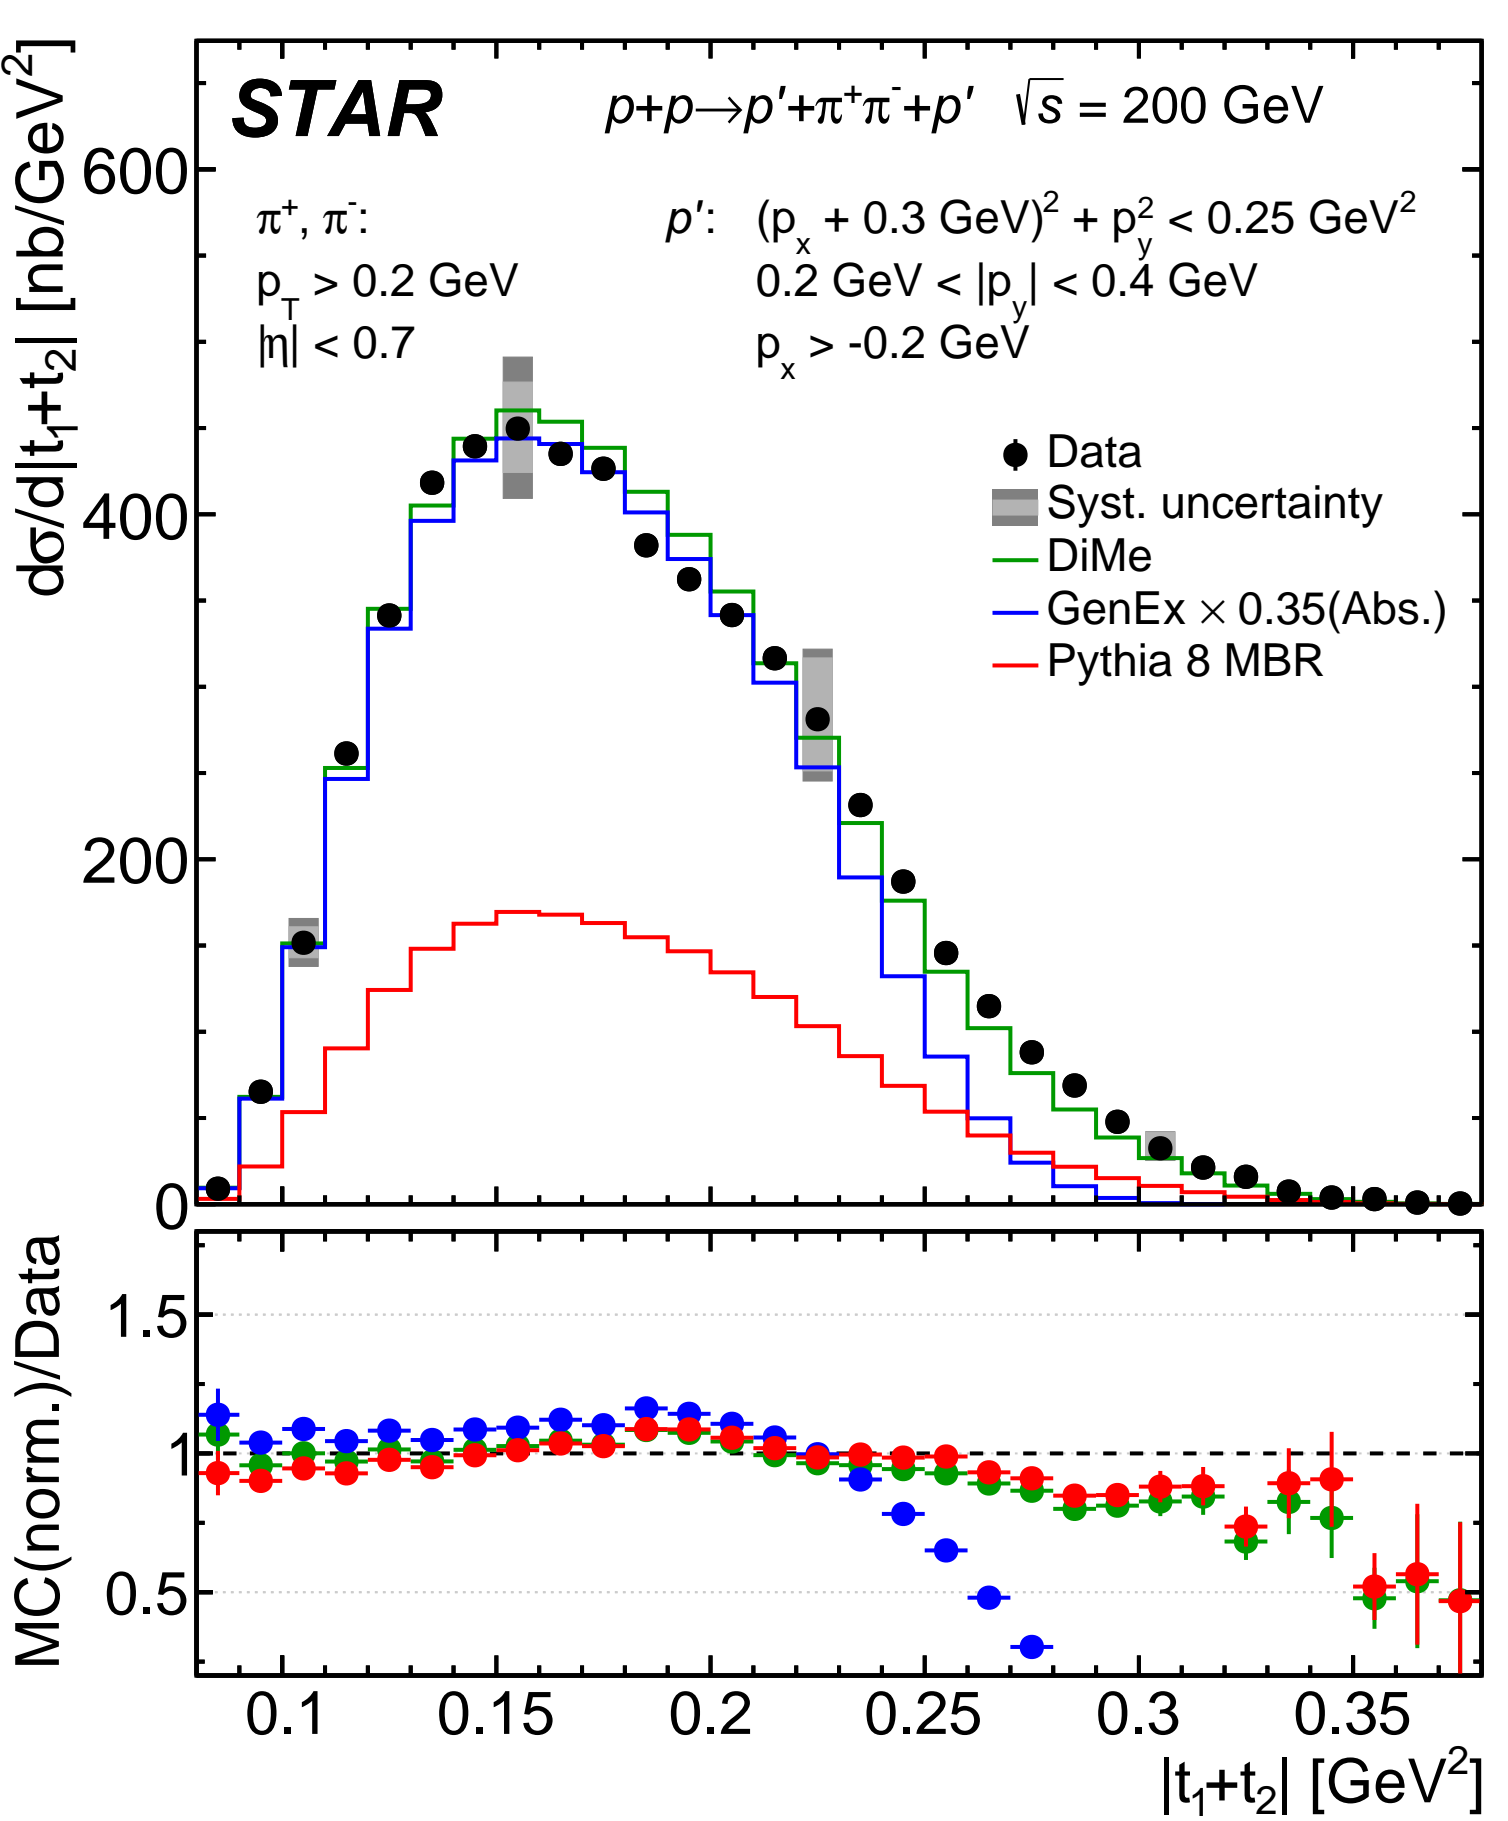 dσ/d|t₁+t₂| [nb/GeV²]
STAR p+p→p′+π⁺π⁻+p′ √s = 200 GeV
600
π⁺, π⁻: p′: (pₓ + 0.3 GeV)² + p_y² < 0.25 GeV²
p_T > 0.2 GeV 0.2 GeV < |p_y| < 0.4 GeV
|η| < 0.7 pₓ > -0.2 GeV
Data
400
Syst. uncertainty
DiMe
GenEx × 0.35(Abs.)
Pythia 8 MBR
200
0
MC(norm.)/Data
1.5
1
0.5
0.1 0.15 0.2 0.25 0.3 0.35
|t₁+t₂| [GeV²]